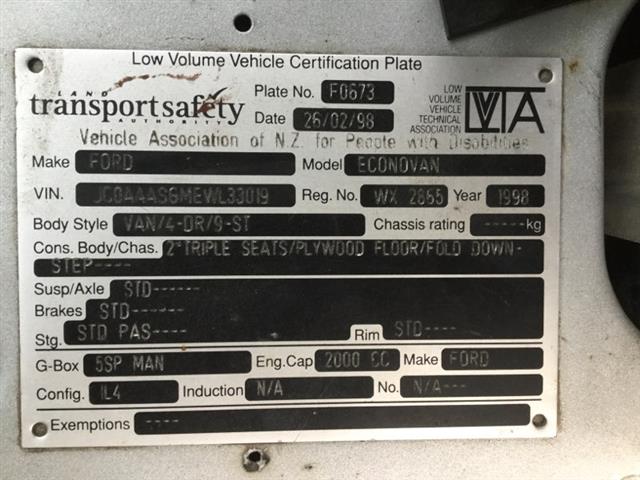 Low Volume Vehicle Certification Plate
LAND transportsafety AUTHORITY
Plate No. F0673
Date 26/02/98
LOW VOLUME VEHICLE TECHNICAL ASSOCIATION LVVTA
Vehicle Association of N.Z. for People with Disabilities
Make FORD Model ECONOVAN
VIN. JC0AAASGMEWL33019 Reg. No. WX 2865 Year 1998
Body Style VAN/4-DR/9-ST Chassis rating -----kg
Cons. Body/Chas. 2*TRIPLE SEATS/PLYWOOD FLOOR/FOLD DOWN-
STEP----
Susp/Axle STD------
Brakes STD-----
Stg. STD PAS---- Rim STD----
G-Box 5SP MAN Eng.Cap 2000 CC Make FORD
Config. IL4 Induction N/A No. N/A---
Exemptions ----